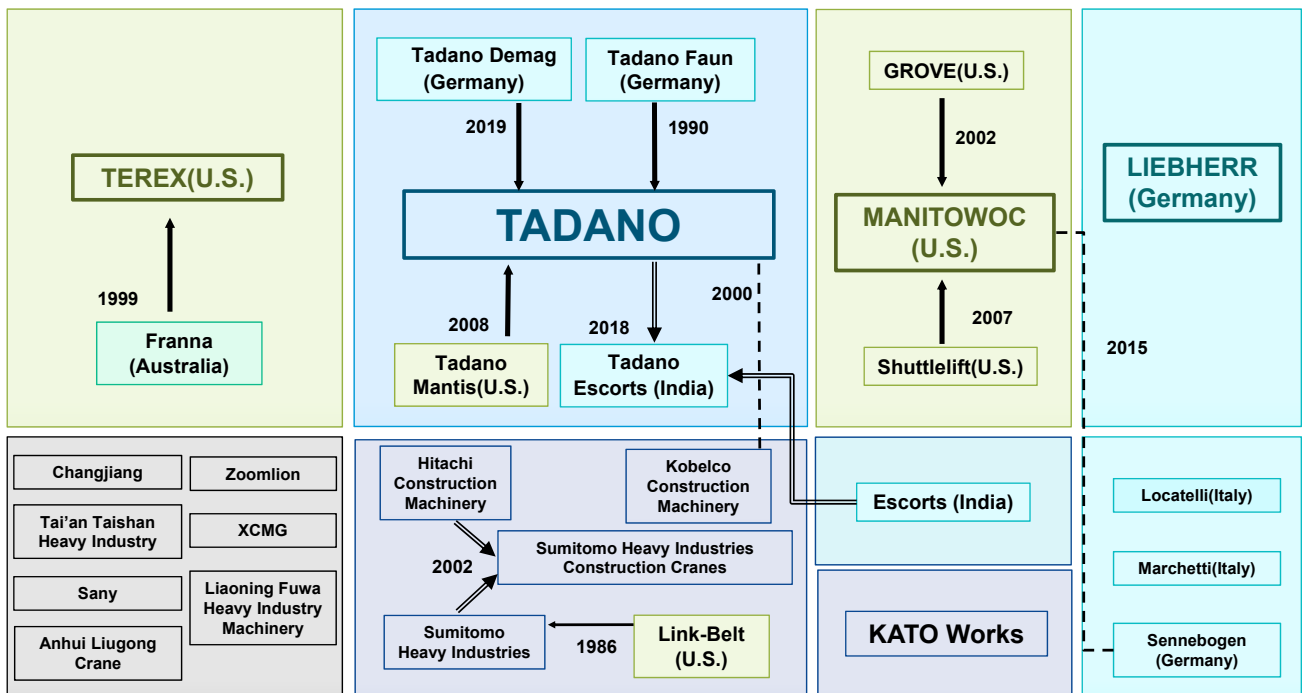 TEREX(U.S.)
1999
Franna
(Australia)
Tadano Demag
(Germany)
Tadano Faun
(Germany)
2019
1990
TADANO
2008
2018
2000
Tadano
Mantis(U.S.)
Tadano
Escorts (India)
GROVE(U.S.)
2002
MANITOWOC
(U.S.)
2007
Shuttlelift(U.S.)
LIEBHERR
(Germany)
2015
Changjiang
Zoomlion
Tai’an Taishan
Heavy Industry
XCMG
Sany
Liaoning Fuwa
Heavy Industry
Machinery
Anhui Liugong
Crane
Hitachi
Construction
Machinery
Kobelco
Construction
Machinery
2002
Sumitomo Heavy Industries
Construction Cranes
Sumitomo
Heavy Industries
1986
Link-Belt
(U.S.)
Escorts (India)
KATO Works
Locatelli(Italy)
Marchetti(Italy)
Sennebogen
(Germany)